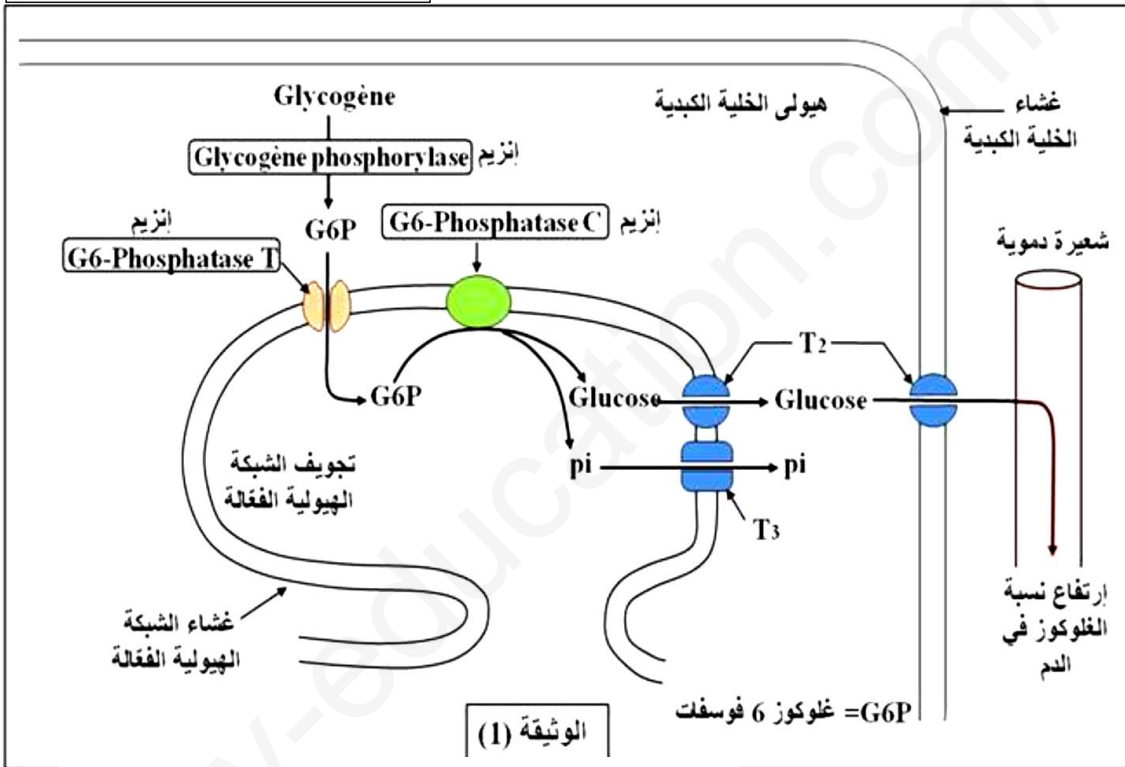 Glycogène
هيولى الخلية الكبدية
غشاء
الخلية الكبدية
Glycogène phosphorylase إنزيم
إنزيم
G6-Phosphatase T
G6P
G6-Phosphatase C إنزيم
شعيرة دموية
T2
G6P
Glucose
Glucose
pi
pi
T3
تجويف الشبكة
الهيولية الفعّالة
غشاء الشبكة
الهيولية الفعّالة
إرتفاع نسبة
الغلوكوز في
الدم
G6P= غلوكوز 6 فوسفات
الوثيقة (1)
y-education.com/